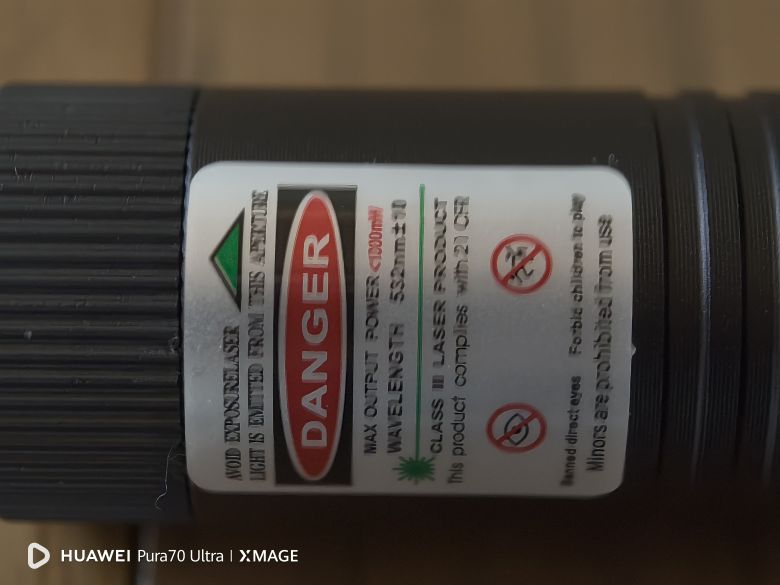 AVOID EXPOSURELASER
LIGHT IS EMITTED FROM THIS APERTURE
DANGER
MAX OUTPUT POWER <1000mW
WAVELENGTH 532nm±10
CLASS III LASER PRODUCT
This product complies with 21 CFR
Banned direct eyes Forbid children to play
Minors are prohibited from use
HUAWEI Pura70 Ultra | XMAGE